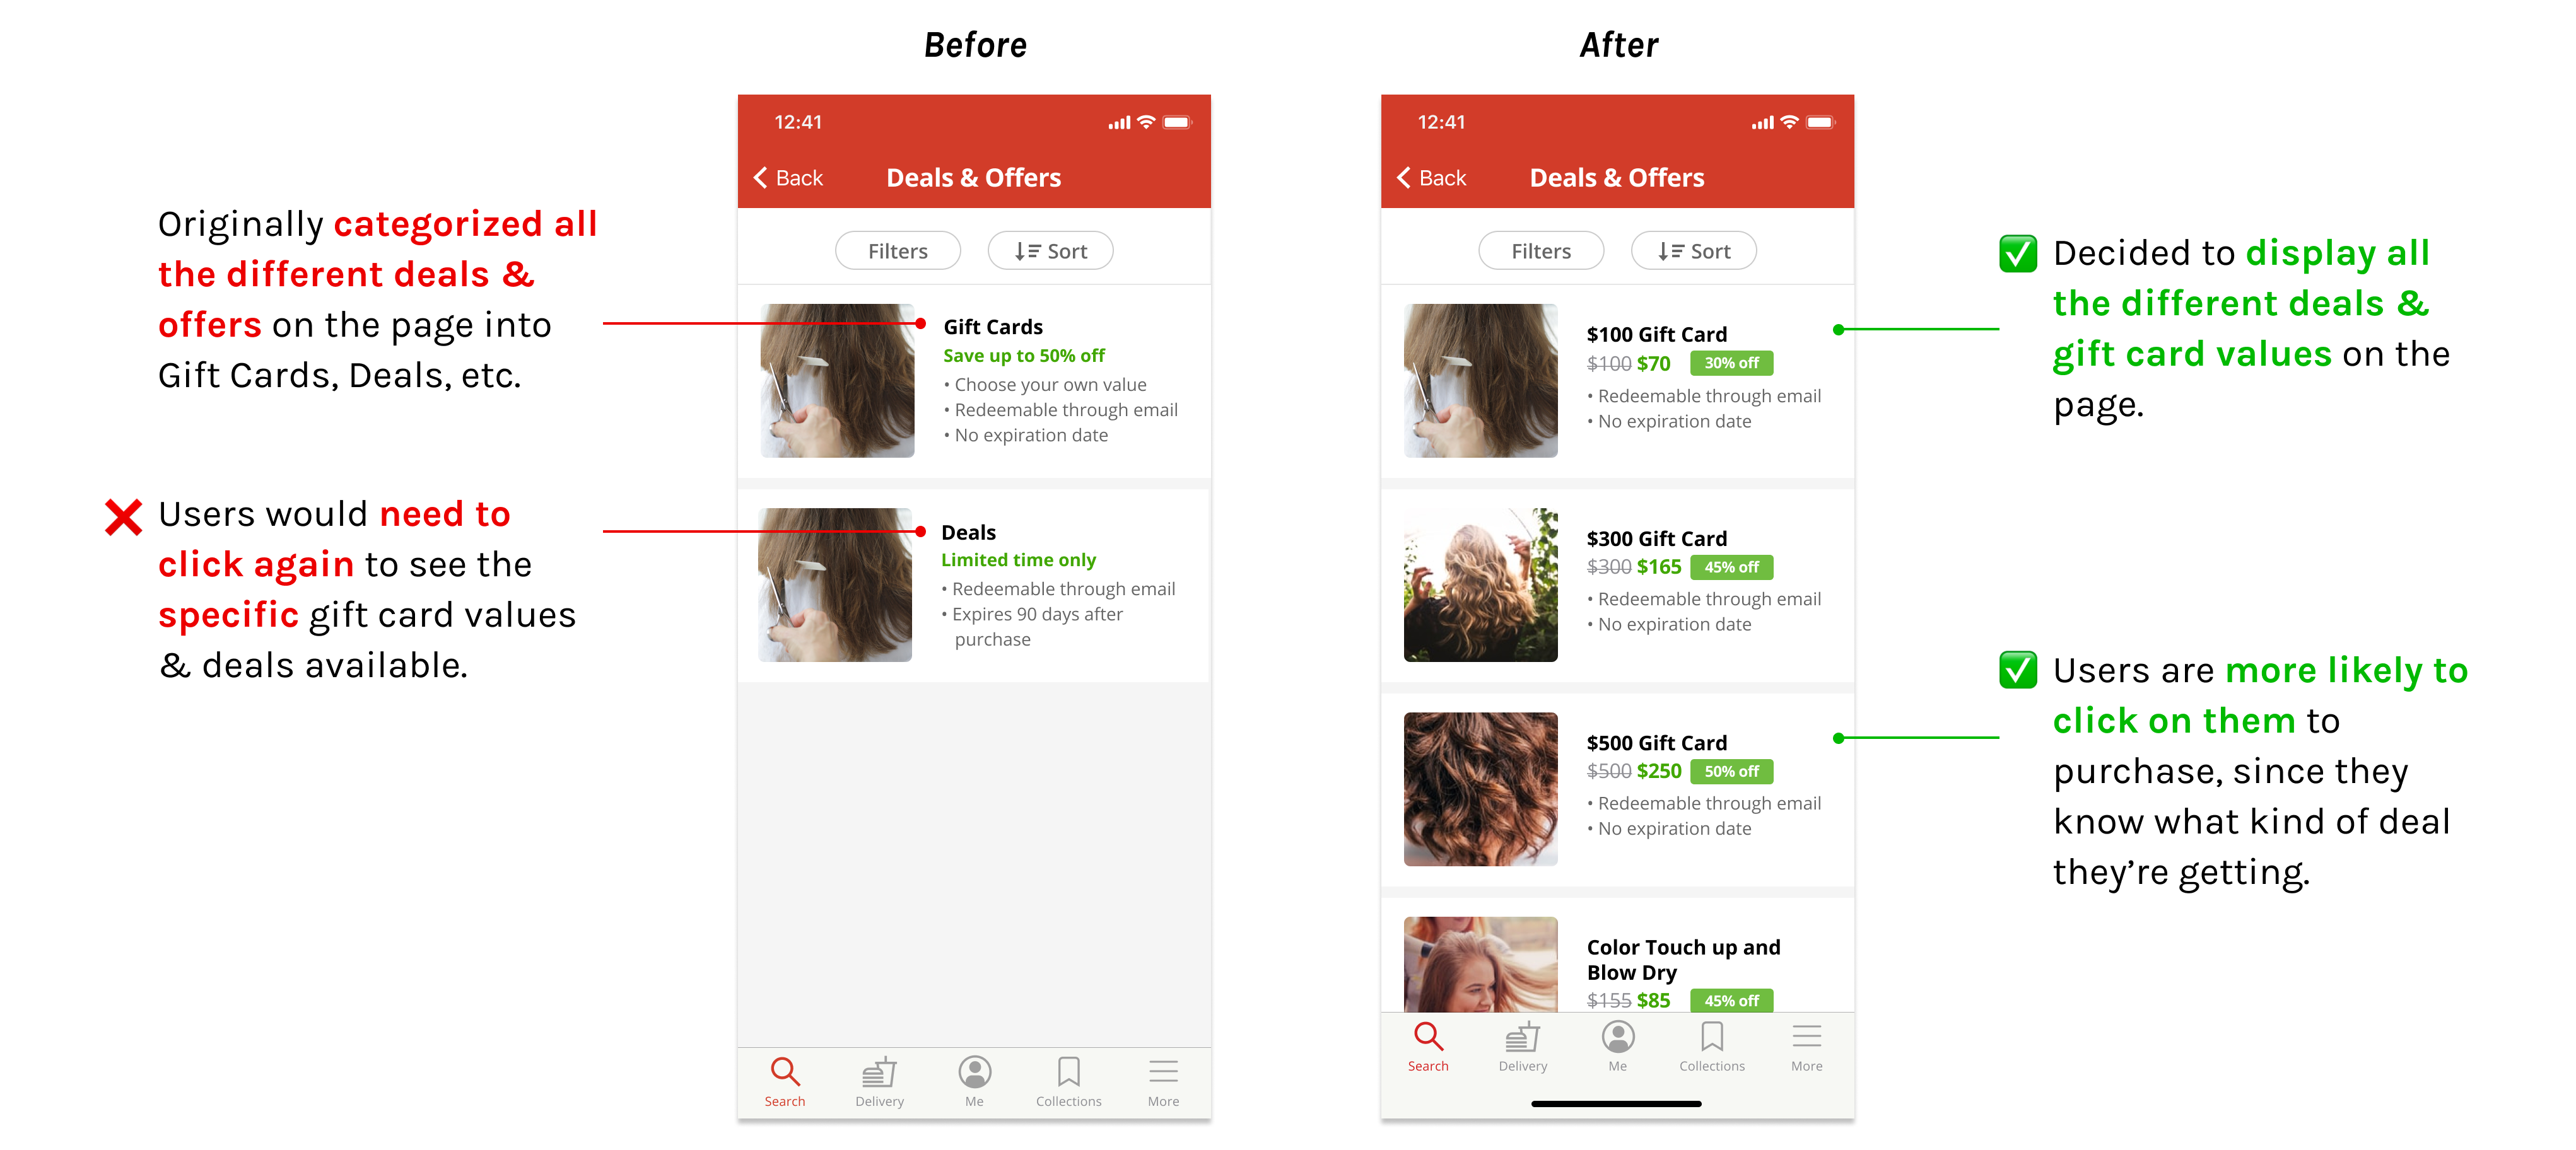 Before
After
Originally categorized all
the different deals &
offers on the page into
Gift Cards, Deals, etc.
Users would need to
click again to see the
specific gift card values
& deals available.
12:41
Back
Deals & Offers
Filters
Sort
Gift Cards
Save up to 50% off
• Choose your own value
• Redeemable through email
• No expiration date
Deals
Limited time only
• Redeemable through email
• Expires 90 days after
purchase
Search
Delivery
Me
Collections
More
12:41
Back
Deals & Offers
Filters
Sort
$100 Gift Card
$100 $70 30% off
• Redeemable through email
• No expiration date
$300 Gift Card
$300 $165 45% off
• Redeemable through email
• No expiration date
$500 Gift Card
$500 $250 50% off
• Redeemable through email
• No expiration date
Color Touch up and
Blow Dry
$155 $85 45% off
Search
Delivery
Me
Collections
More
Decided to display all
the different deals &
gift card values on the
page.
Users are more likely to
click on them to
purchase, since they
know what kind of deal
they’re getting.